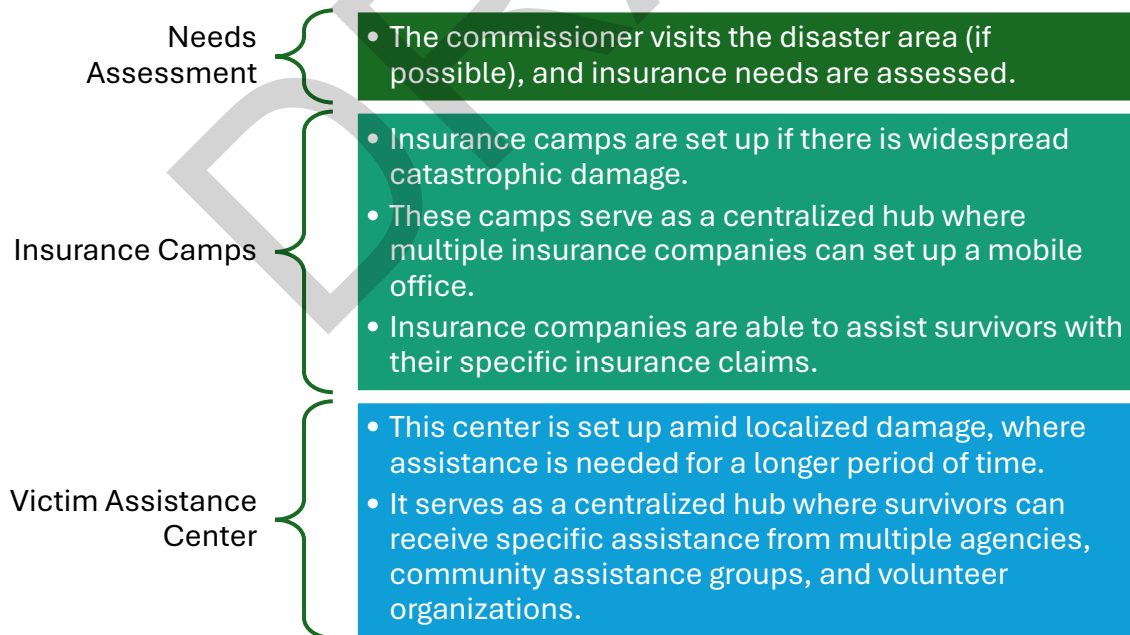 Needs
Assessment
• The commissioner visits the disaster area (if
possible), and insurance needs are assessed.
Insurance Camps
• Insurance camps are set up if there is widespread
catastrophic damage.
• These camps serve as a centralized hub where
multiple insurance companies can set up a mobile
office.
• Insurance companies are able to assist survivors with
their specific insurance claims.
Victim Assistance
Center
• This center is set up amid localized damage, where
assistance is needed for a longer period of time.
• It serves as a centralized hub where survivors can
receive specific assistance from multiple agencies,
community assistance groups, and volunteer
organizations.